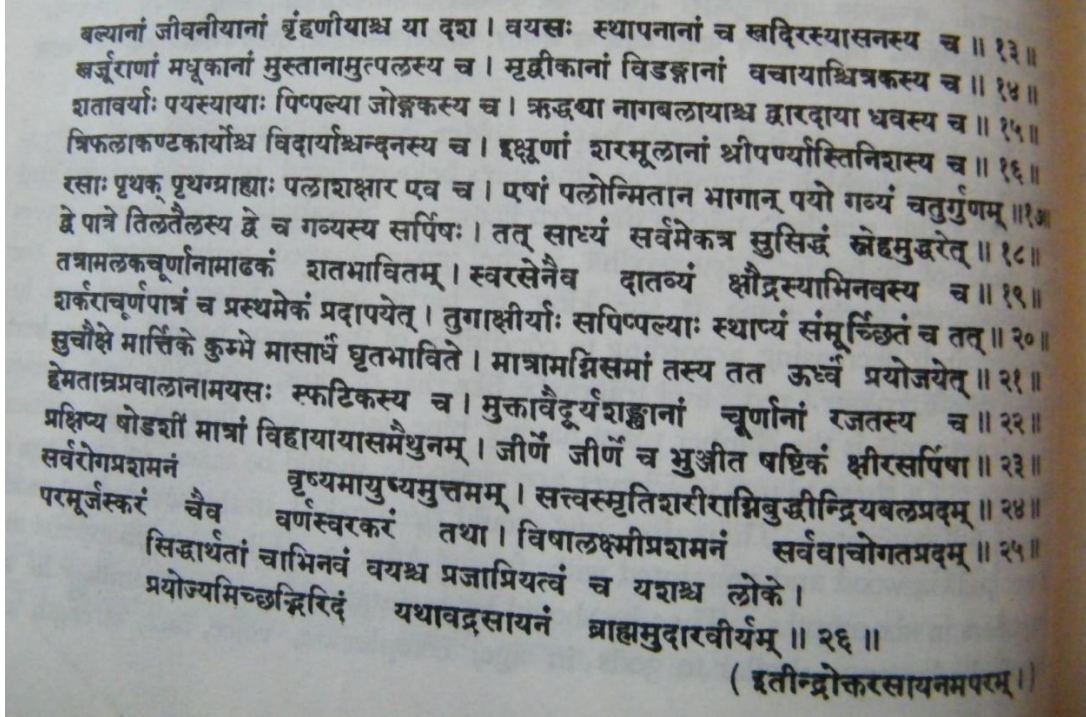 बल्यानां जीवनीयानां बृंहणीयाश्च या दश । वयसः स्थापनानां च खदिरस्यासनस्य च ॥ १३ ॥
खर्जूराणां मधूकानां मुस्तानामुत्पलस्य च । मृद्वीकानां विडङ्गानां वचायाश्चित्रकस्य च ॥ १४ ॥
शतावर्याः पयस्यायाः पिप्पल्या जोङ्गकस्य च । ऋद्ध्या नागबलायाश्च द्वारदाया धवस्य च ॥ १५ ॥
त्रिफलाकण्टकार्योश्च विदार्याश्चन्दनस्य च । इक्षूणां शरमूलानां श्रीपर्ण्यास्तिनिशस्य च ॥ १६ ॥
रसाः पृथक् पृथग्ग्राह्याः पलाशक्षार एव च । एषां पलोन्मितान भागान् पयो गव्यं चतुर्गुणम् ॥१७॥
द्वे पात्रे तिलतैलस्य द्वे च गव्यस्य सर्पिषः । तत् साध्यं सर्वमेकत्र सुसिद्धं स्नेहमुद्धरेत् ॥ १८ ॥
तत्रामलकचूर्णानामाढकं शतभावितम् । स्वरसेनैव दातव्यं क्षौद्रस्याभिनवस्य च ॥ १९ ॥
शर्कराचूर्णपात्रं च प्रस्थमेकं प्रदापयेत् । तुगाक्षीर्याः सपिप्पल्याः स्थाप्यं संमूर्च्छितं च तत् ॥ २० ॥
सुचौक्षे मार्त्तिके कुम्भे मासार्धं घृतभाविते । मात्रामग्निसमां तस्य तत ऊर्ध्वं प्रयोजयेत् ॥ २१ ॥
हेमताम्रप्रवालानामयसः स्फटिकस्य च । मुक्तावैदूर्यशङ्खानां चूर्णानां रजतस्य च ॥ २२ ॥
प्रक्षिप्य षोडशीं मात्रां विहायायासमैथुनम् । जीर्णे जीर्णे च भुञ्जीत षष्टिकं क्षीरसर्पिषा ॥ २३ ॥
सर्वरोगप्रशमनं वृष्यमायुष्यमुत्तमम् । सत्त्वस्मृतिशरीराग्निबुद्धीन्द्रियबलप्रदम् ॥ २४ ॥
परमूर्जस्करं चैव वर्णस्वरकरं तथा । विषालक्ष्मीप्रशमनं सर्ववाचोगतप्रदम् ॥ २५ ॥
सिद्धार्थतां चाभिनवं वयश्च प्रजाप्रियत्वं च यशश्च लोके ।
प्रयोज्यमिच्छद्भिरिदं यथावद्रसायनं ब्राह्ममुदारवीर्यम् ॥ २६ ॥
( इतीन्द्रोक्तरसायनमपरम् । )